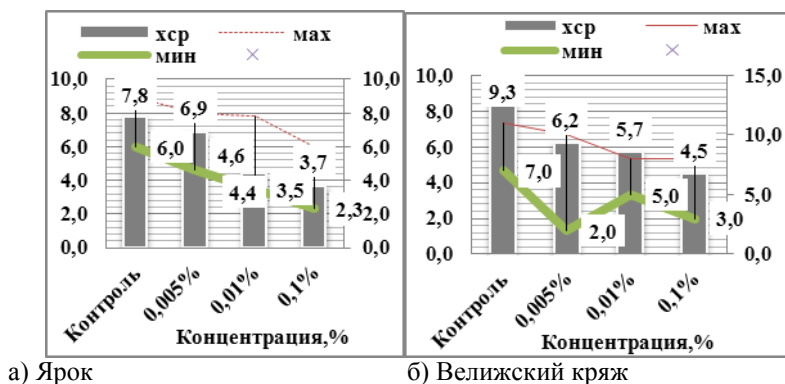 хср мах
мин
10,0 10,0
8,0 8,0
6,0 6,0
4,0 4,0
2,0 2,0
0,0 0,0
7,8 6,9 4,4 3,7
6,0 4,6 3,5 2,3
Контроль 0,005% 0,01% 0,1%
Концентрация,%
а) Ярок
хср мах
мин
10,0 15,0
8,0
6,0 10,0
4,0 5,0
2,0
0,0 0,0
9,3 6,2 5,7 4,5
7,0 2,0 5,0 3,0
Контроль 0,005% 0,01% 0,1%
Концентрация,%
б) Велижский кряж